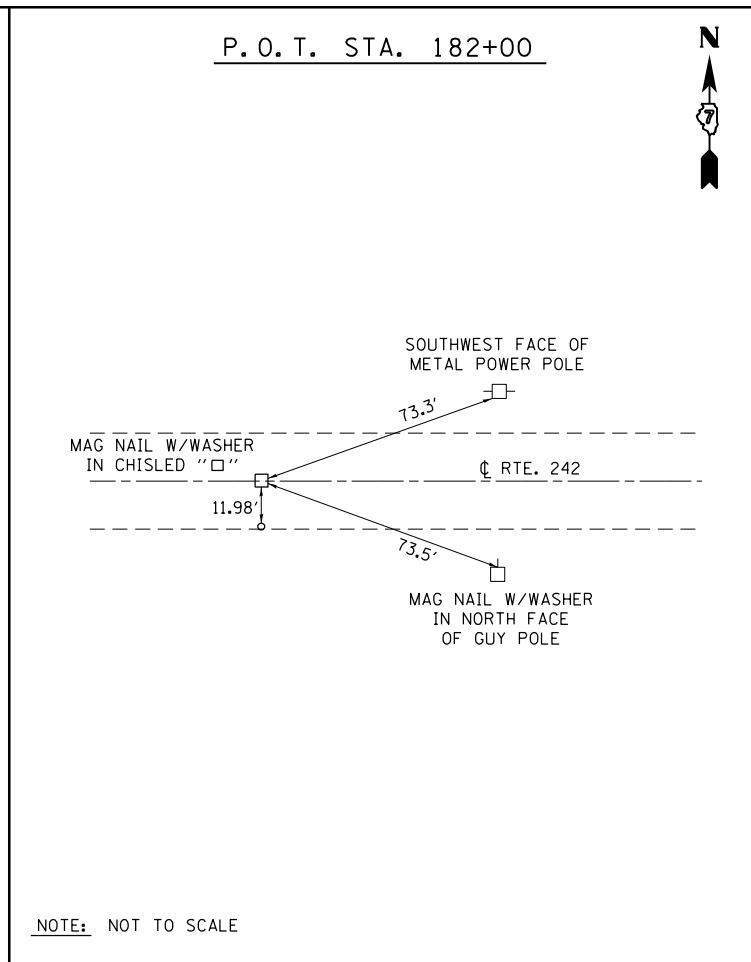 P.O.T. STA. 182+00
N
7
SOUTHWEST FACE OF
METAL POWER POLE
73.3'
MAG NAIL W/WASHER
IN CHISLED "□"
℄ RTE. 242
11.98'
73.5'
MAG NAIL W/WASHER
IN NORTH FACE
OF GUY POLE
NOTE: NOT TO SCALE